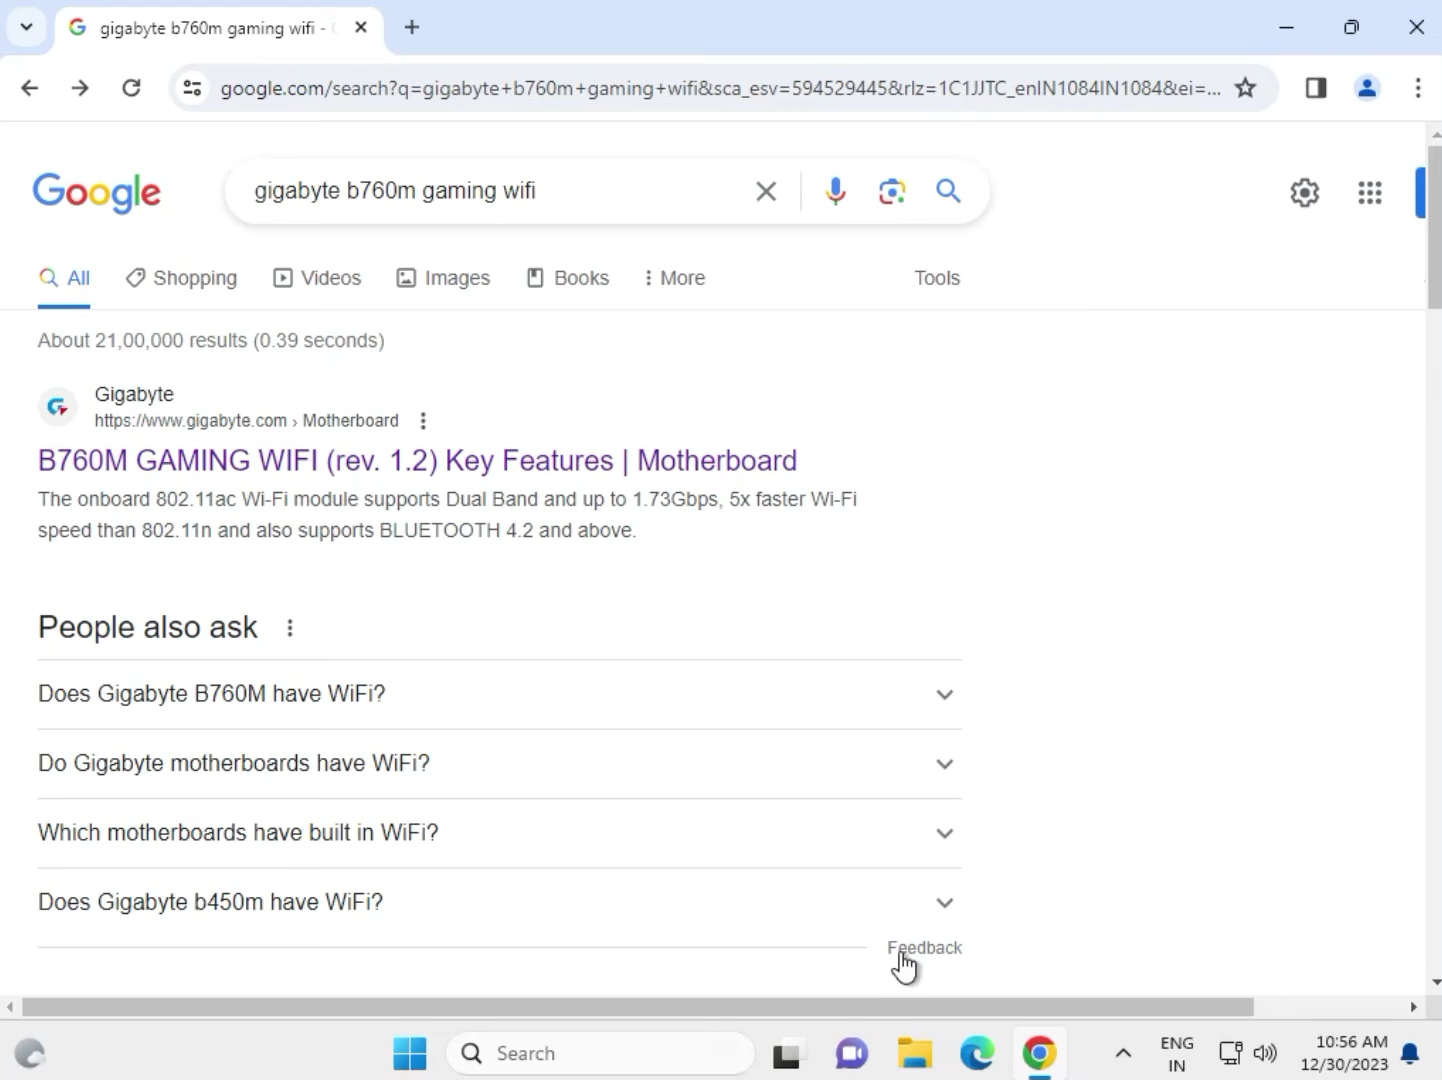 gigabyte b760m gaming wifi -
google.com/search?q=gigabyte+b760m+gaming+wifi&sca_esv=594529445&rlz=1C1JJTC_enIN1084IN1084&ei=...
Google
gigabyte b760m gaming wifi
All
Shopping
Videos
Images
Books
More
Tools
About 21,00,000 results (0.39 seconds)
Gigabyte
https://www.gigabyte.com › Motherboard
B760M GAMING WIFI (rev. 1.2) Key Features | Motherboard
The onboard 802.11ac Wi-Fi module supports Dual Band and up to 1.73Gbps, 5x faster Wi-Fi
speed than 802.11n and also supports BLUETOOTH 4.2 and above.
People also ask
Does Gigabyte B760M have WiFi?
Do Gigabyte motherboards have WiFi?
Which motherboards have built in WiFi?
Does Gigabyte b450m have WiFi?
Feedback
Search
ENG
IN
10:56 AM
12/30/2023